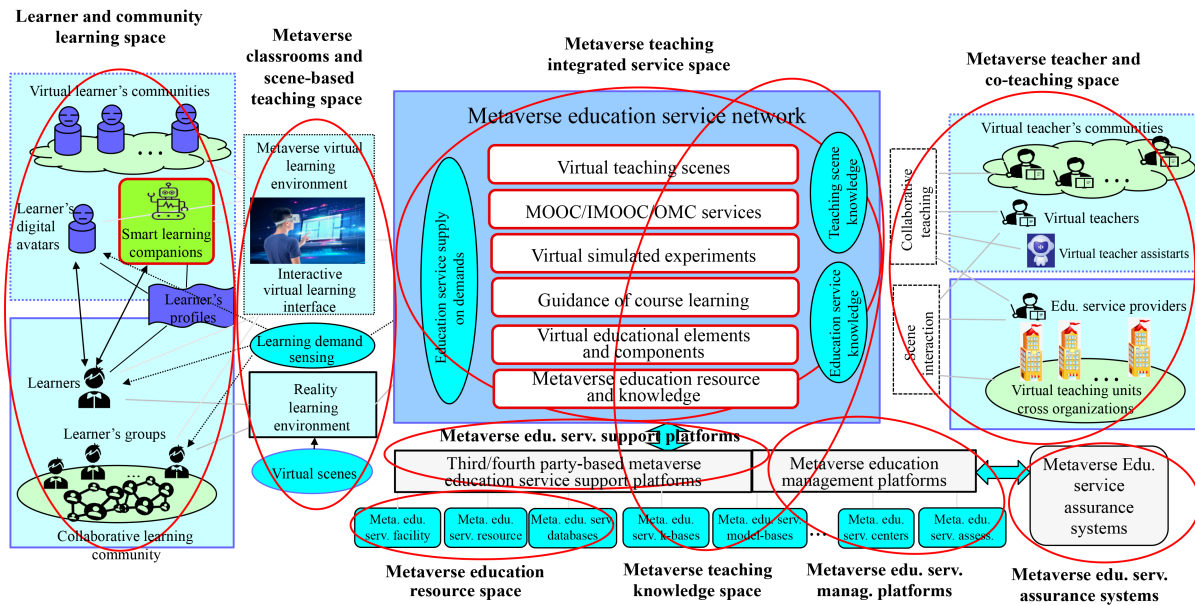 Learner and community
learning space
Virtual learner's communities
...
Learner's
digital
avatars
Smart learning
companions
Learner's
profiles
Learners
Learner's groups
...
Collaborative learning
community
Metaverse
classrooms and
scene-based
teaching space
Metaverse virtual
learning
environment
Interactive
virtual learning
interface
Learning demand
sensing
Reality
learning
environment
Virtual scenes
Metaverse teaching
integrated service space
Metaverse education service network
Education service supply
on demands
Virtual teaching scenes
MOOC/IMOOC/OMC services
Virtual simulated experiments
Guidance of course learning
Virtual educational elements
and components
Metaverse education resource
and knowledge
Teaching scene
knowledge
Education service
knowledge
Metaverse edu. serv. support platforms
Third/fourth party-based metaverse
education service support platforms
Metaverse education
management platforms
Meta. edu.
serv. facility
Meta. edu.
serv. resource
Meta. edu. serv.
databases
Meta. edu.
serv. k-bases
Meta. edu. serv.
model-bases
...
Meta. edu.
serv. centers
Meta. edu.
serv. assess.
Metaverse education
resource space
Metaverse teaching
knowledge space
Metaverse edu. serv.
manag. platforms
Metaverse teacher and
co-teaching space
Virtual teacher's communities
...
Collaborative
teaching
Virtual teachers
Virtual teacher assistarts
Scene
interaction
Edu. service providers
...
Virtual teaching units
cross organizations
Metaverse Edu.
service
assurance
systems
Metaverse edu. serv.
assurance systems